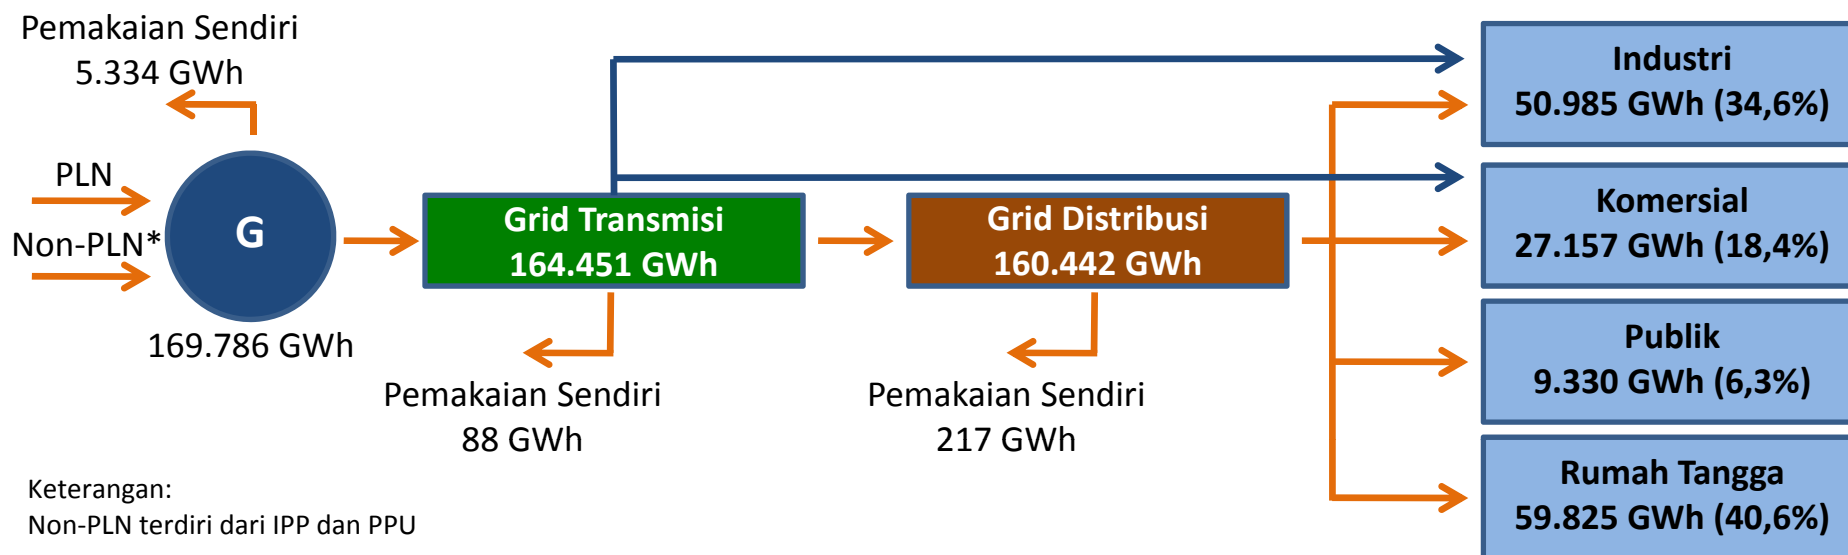 Pemakaian Sendiri
5.334 GWh
PLN
Non-PLN*
G
169.786 GWh
Grid Transmisi
164.451 GWh
Pemakaian Sendiri
88 GWh
Grid Distribusi
160.442 GWh
Pemakaian Sendiri
217 GWh
Industri
50.985 GWh (34,6%)
Komersial
27.157 GWh (18,4%)
Publik
9.330 GWh (6,3%)
Rumah Tangga
59.825 GWh (40,6%)
Keterangan:
Non-PLN terdiri dari IPP dan PPU